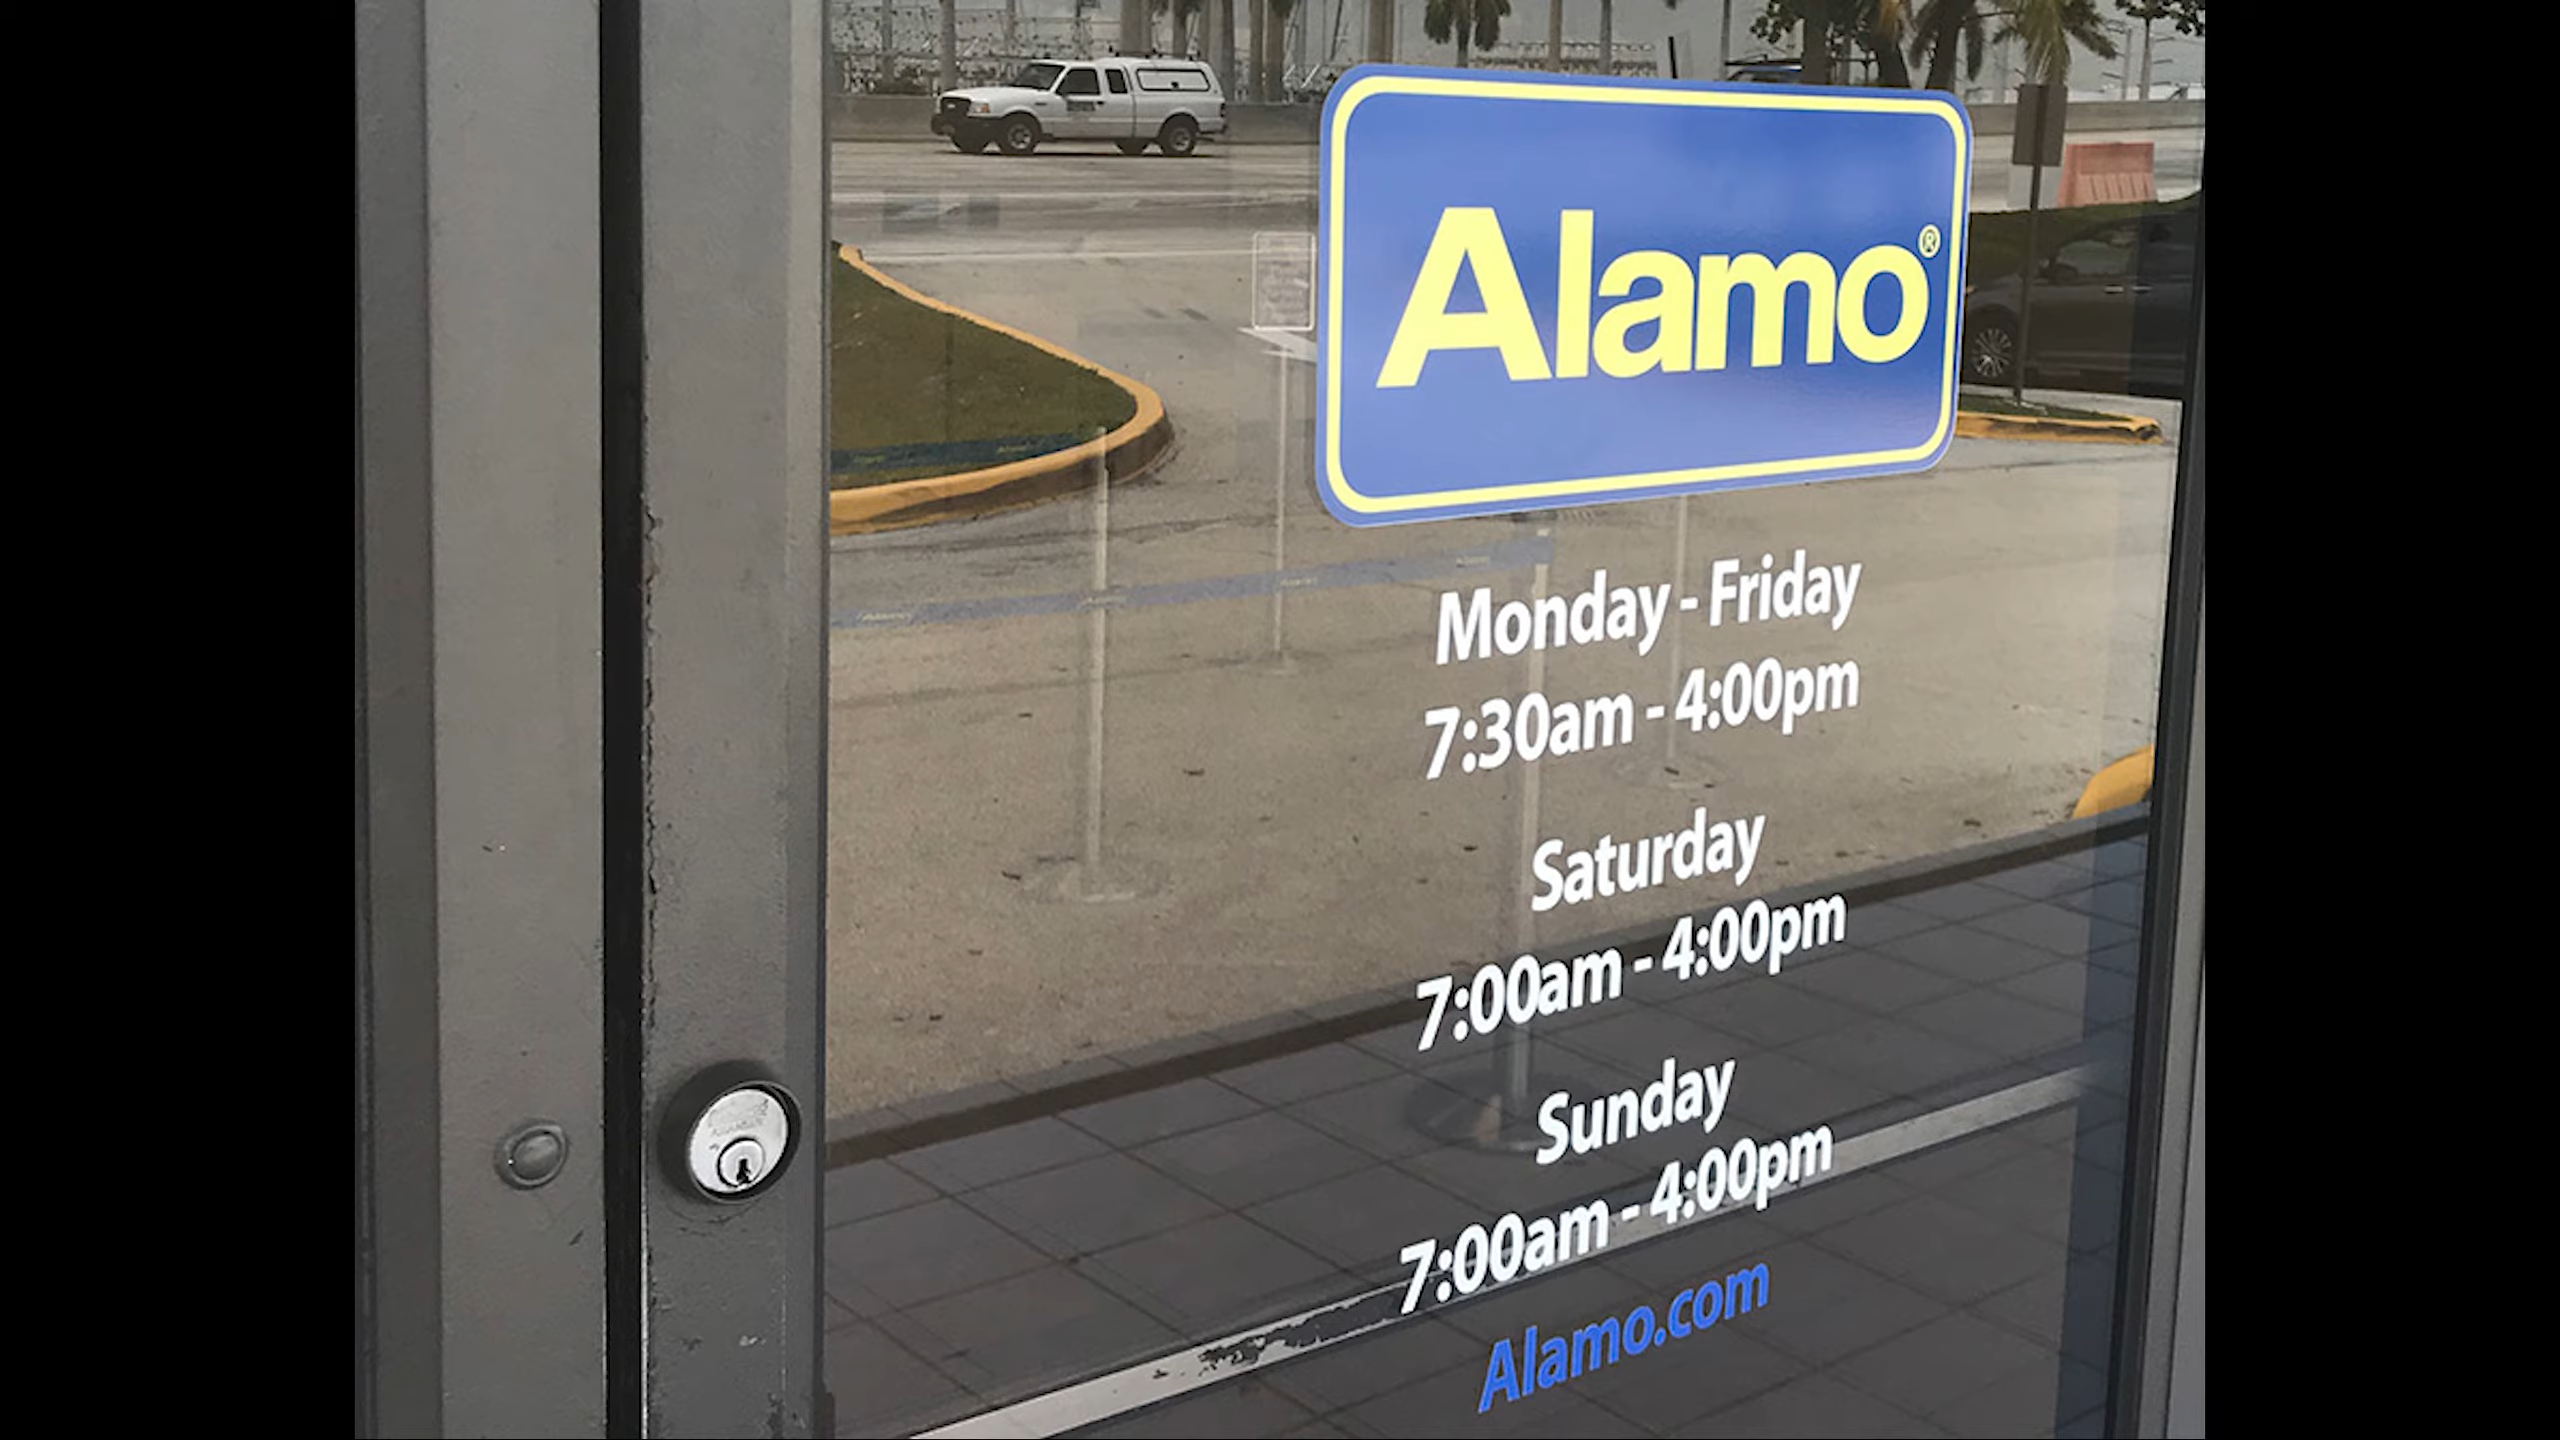 Alamo®
Monday - Friday
7:30am - 4:00pm
Saturday
7:00am - 4:00pm
Sunday
7:00am - 4:00pm
Alamo.com